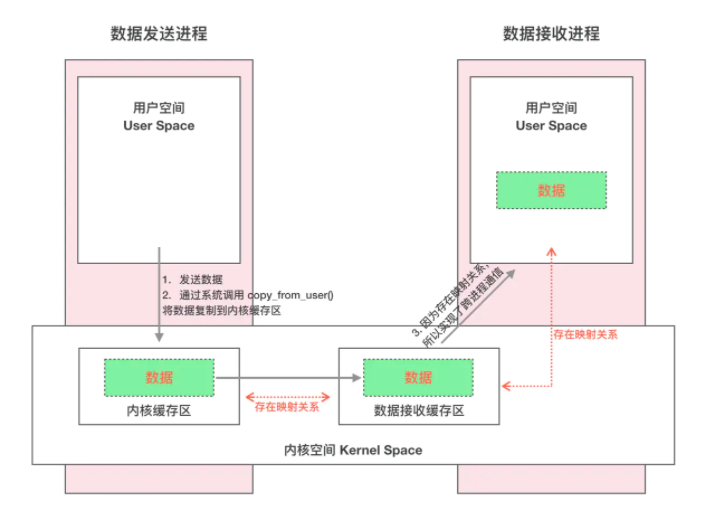 数据发送进程
数据接收进程
用户空间
User Space
用户空间
User Space
数据
1. 发送数据
2. 通过系统调用 copy_from_user()
将数据复制到内核缓存区
3. 因为存在映射关系,
所以实现了跨进程通信
存在映射关系
数据
内核缓存区
存在映射关系
数据
数据接收缓存区
内核空间 Kernel Space